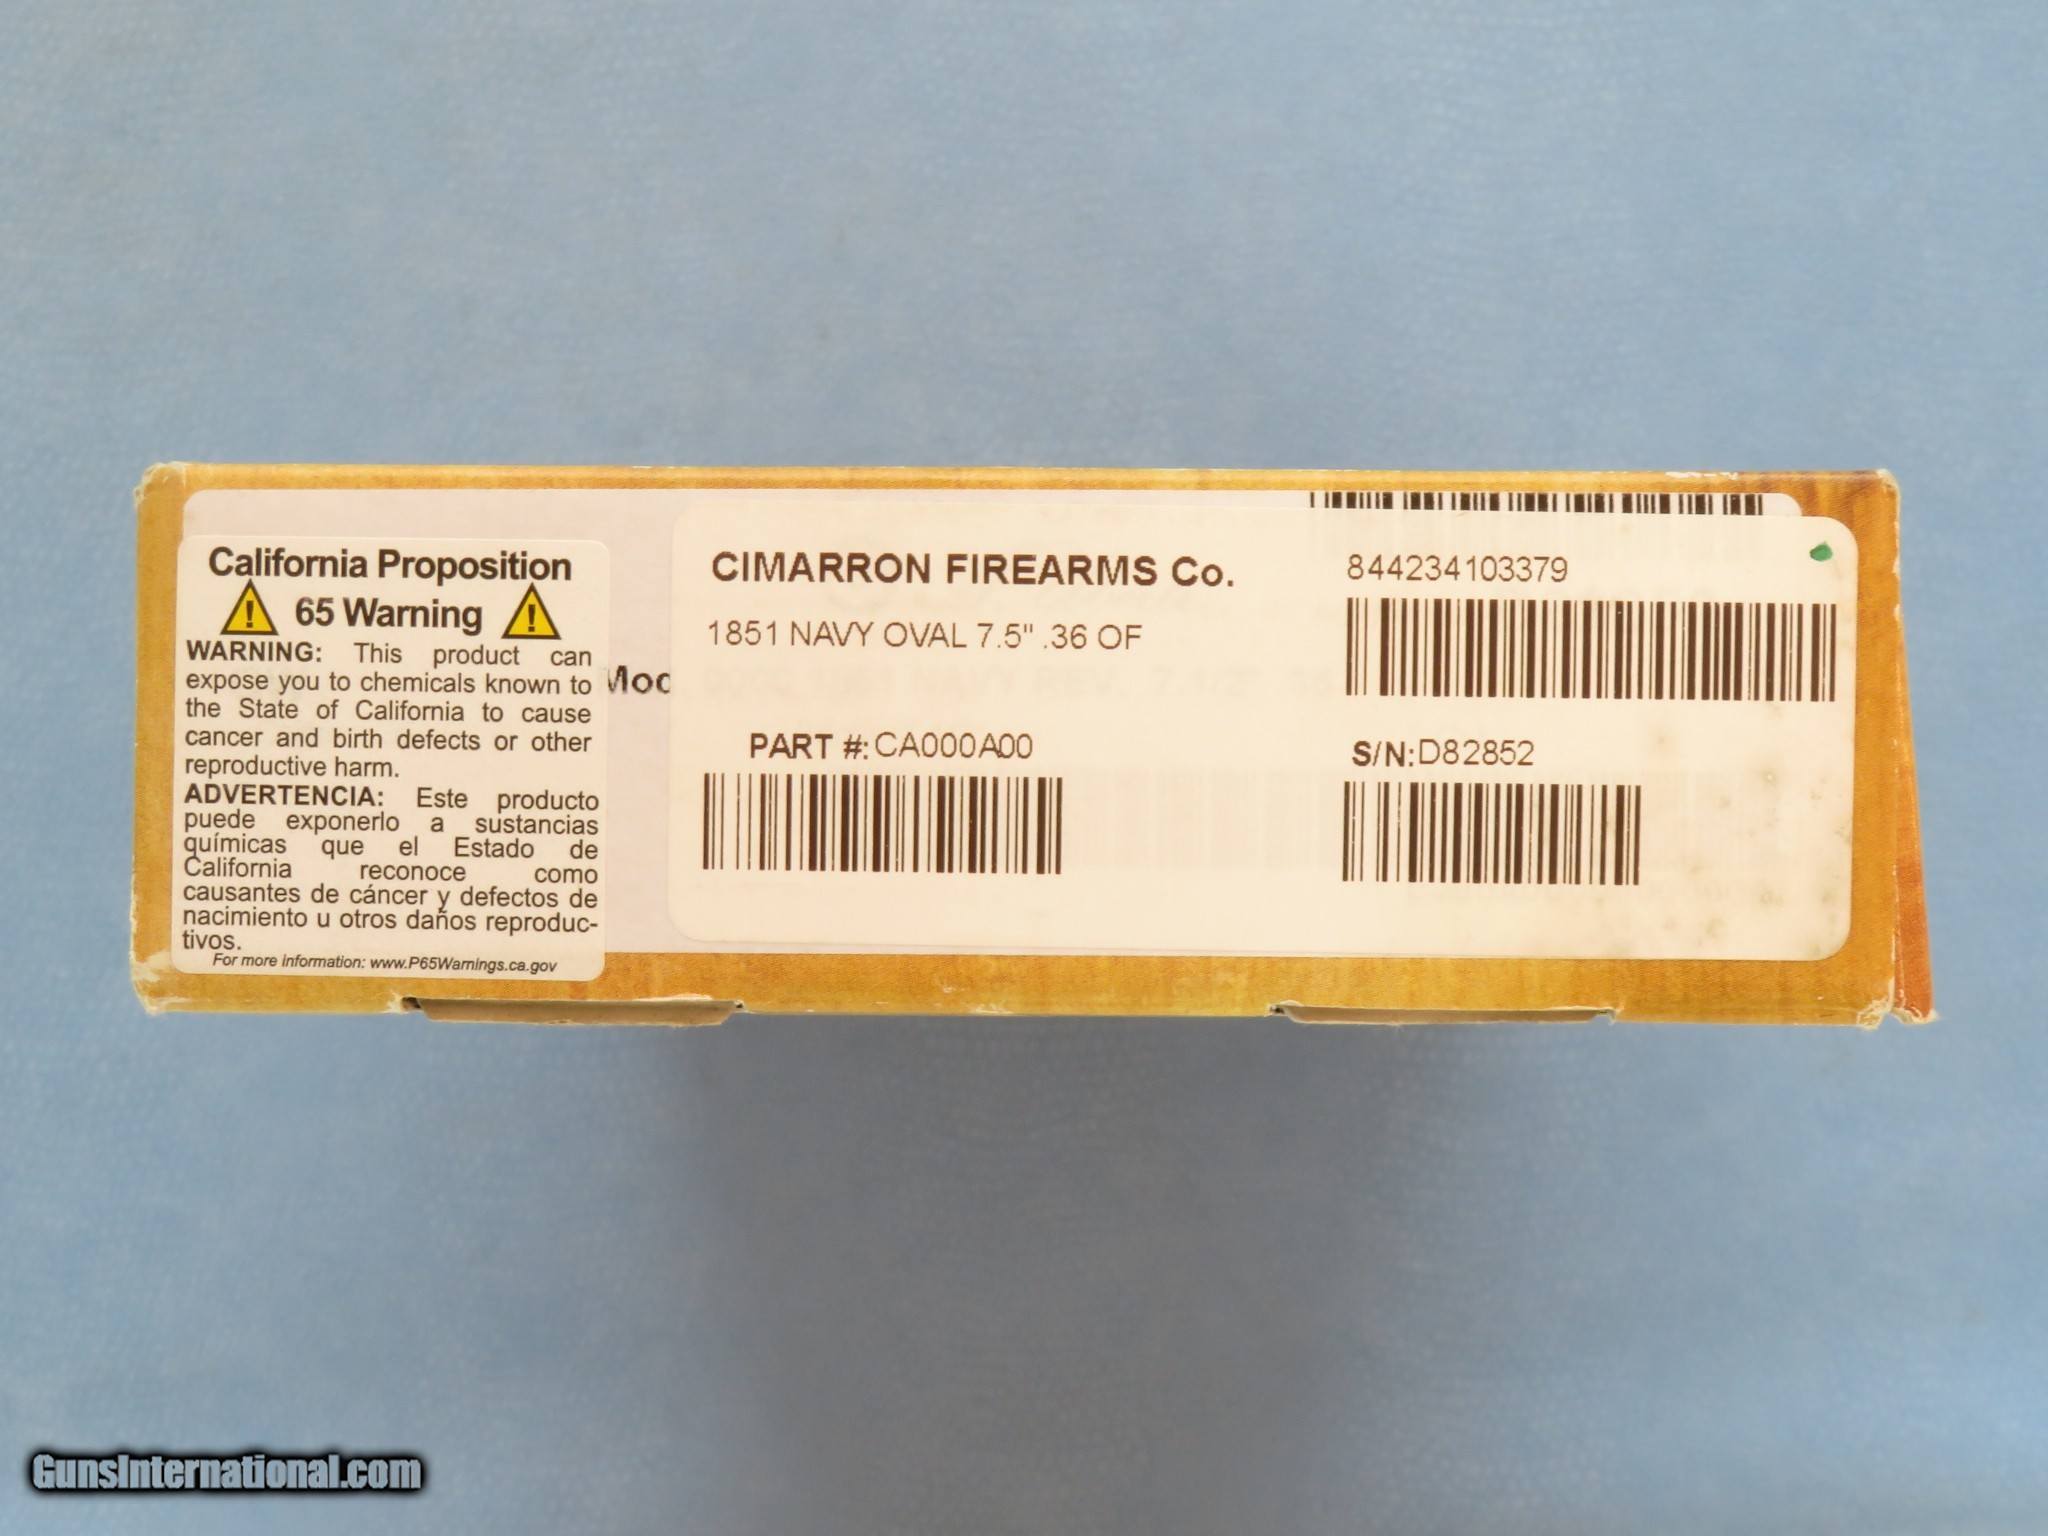 California Proposition
65 Warning
WARNING: This product can
expose you to chemicals known to
the State of California to cause
cancer and birth defects or other
reproductive harm.
ADVERTENCIA: Este producto
puede exponerlo a sustancias
químicas que el Estado de
California reconoce como
causantes de cáncer y defectos de
nacimiento u otros daños reproduc-
tivos.
For more information: www.P65Warnings.ca.gov
CIMARRON FIREARMS Co.
1851 NAVY OVAL 7.5" .36 OF
PART #:CA000A00
844234103379
S/N:D82852
GunsInternational.com